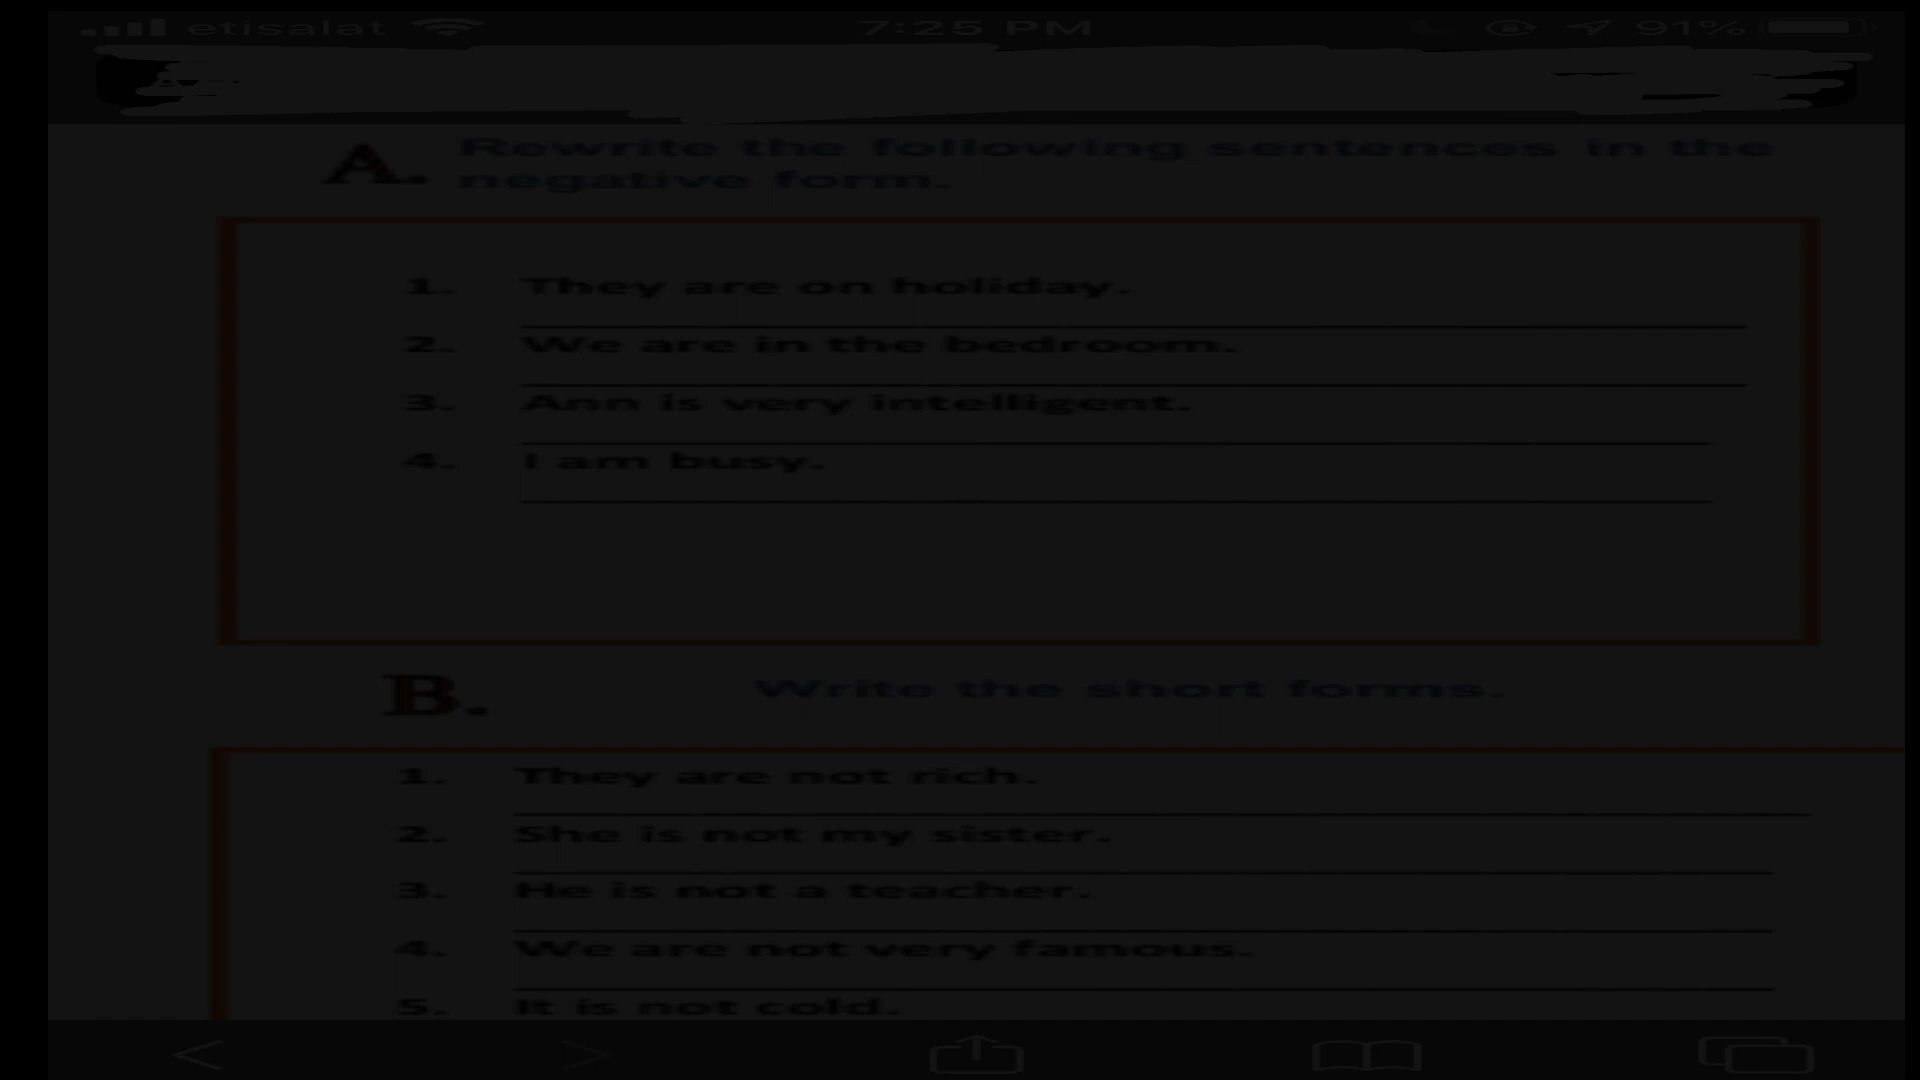 etisalat 7:25 PM 91%
A. Rewrite the following sentences in the
negative form.
1. They are on holiday.
2. We are in the bedroom.
3. Ann is very intelligent.
4. I am busy.
B. Write the short forms.
1. They are not rich.
2. She is not my sister.
3. He is not a teacher.
4. We are not very famous.
5. It is not cold.